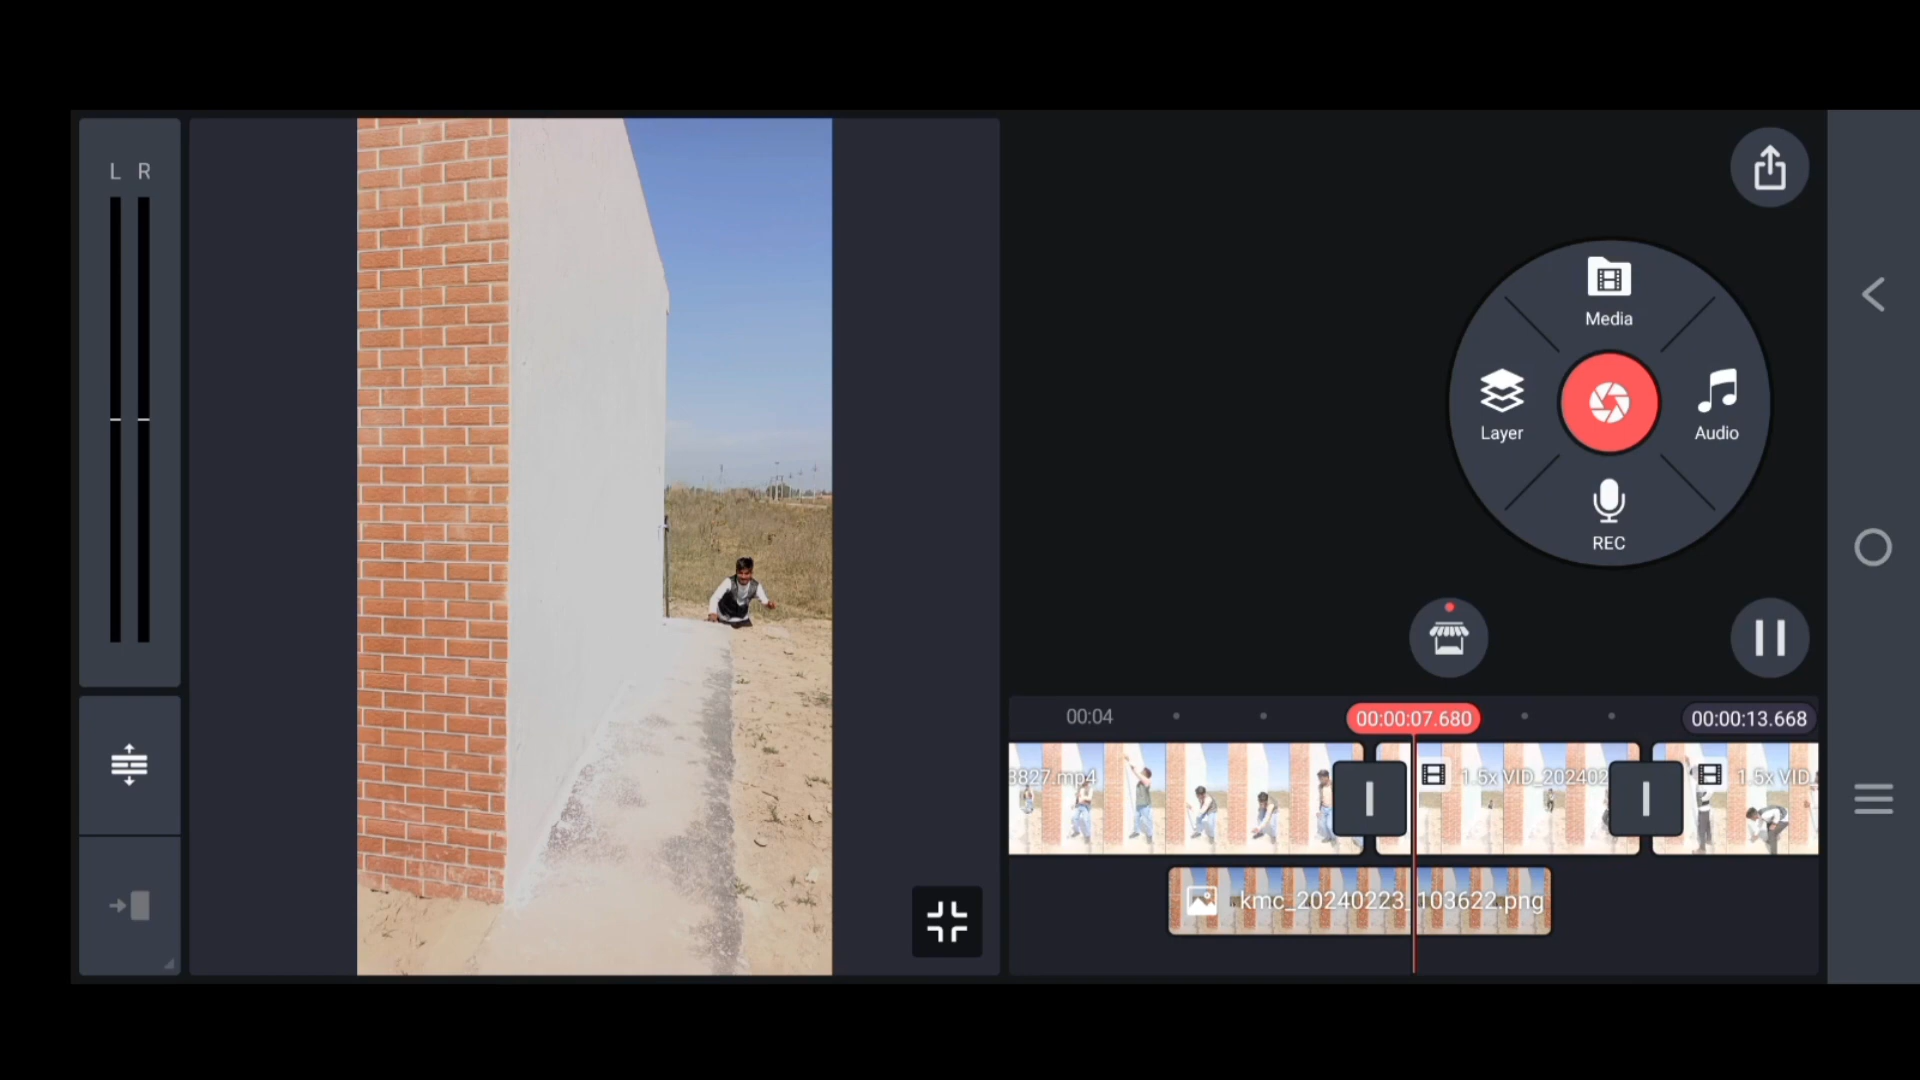 L R
Media
Layer
Audio
REC
00:04
00:00:07.680
00:00:13.668
3827.mp4
1.5x VID_202402
1.5x VID
kmc_20240223_103622.png